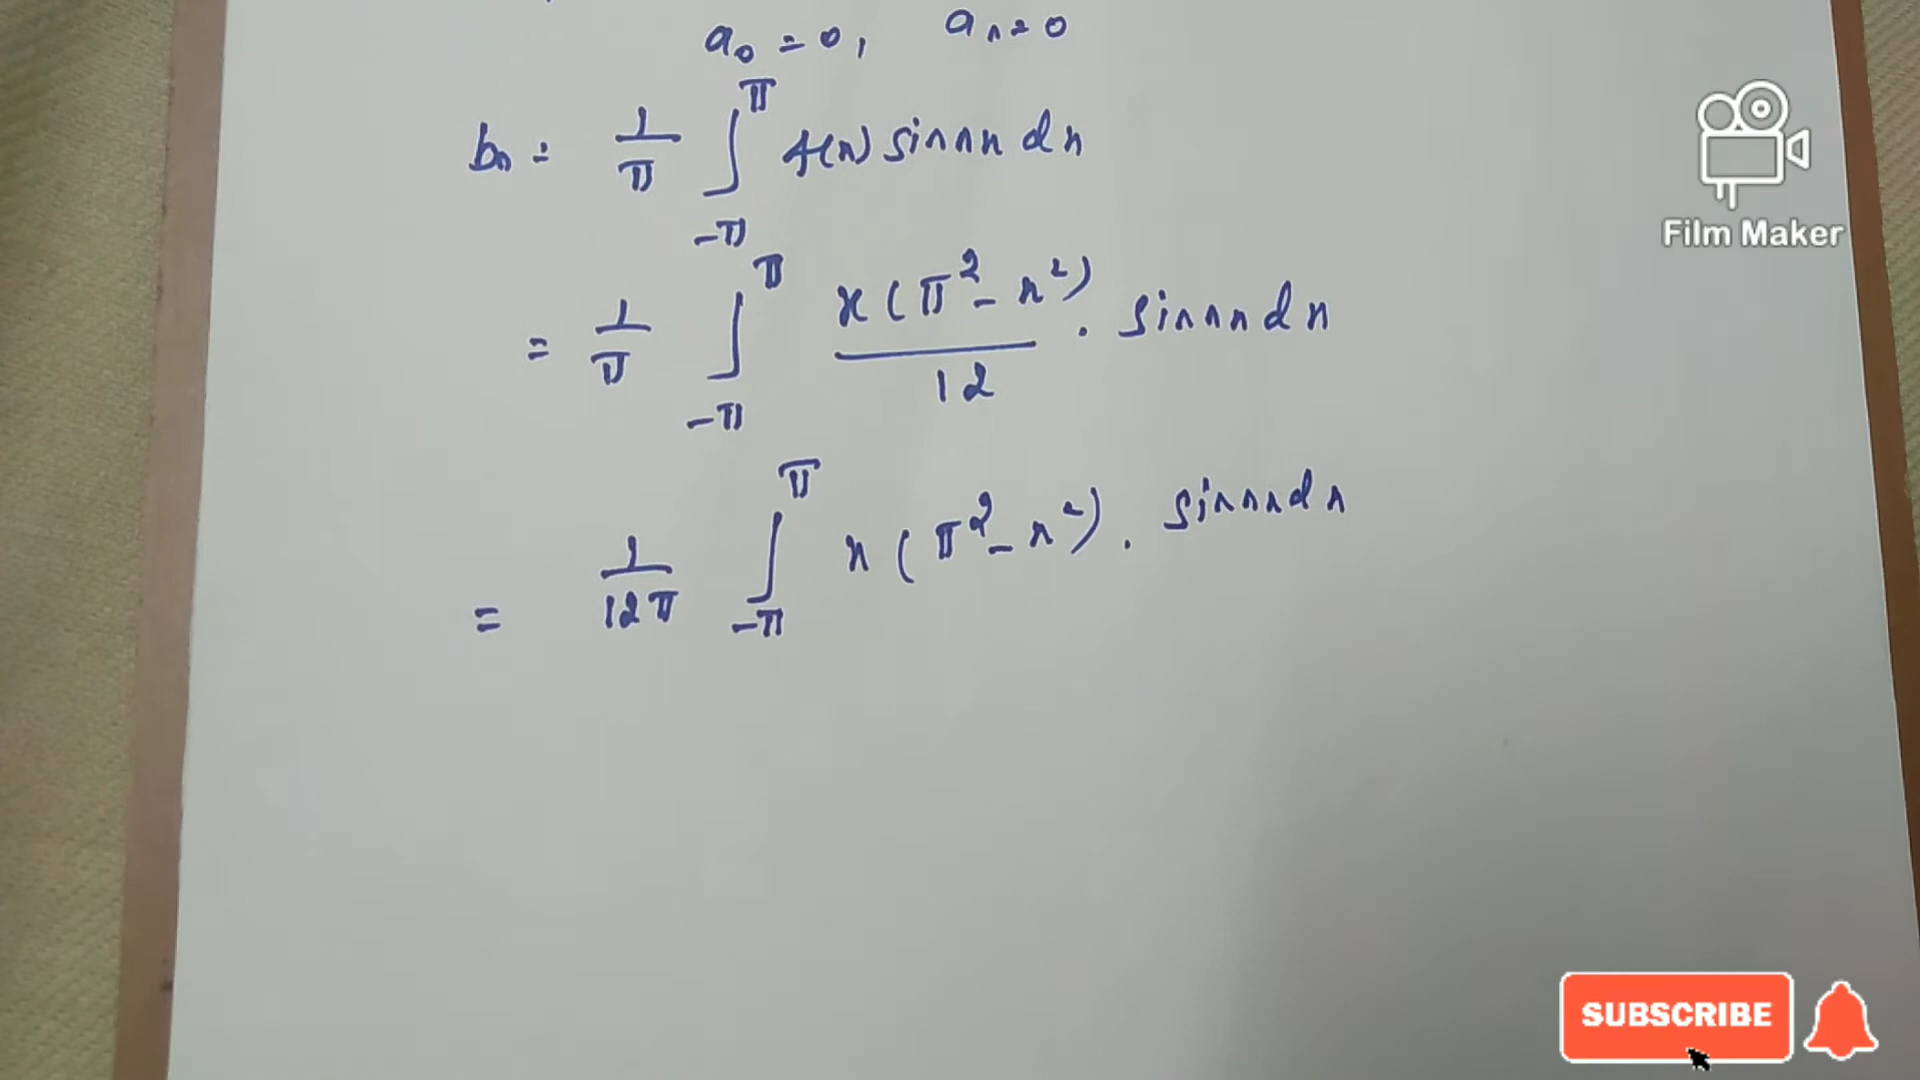 a₀ = 0, aₙ = 0
bₙ = 1/π ∫_{-π}^{π} f(x) sin nx dx
= 1/π ∫_{-π}^{π} x(π² - x²)/12 . sin nx dx
= 1/12π ∫_{-π}^{π} x(π² - x²) . sin nx dx
Film Maker
SUBSCRIBE